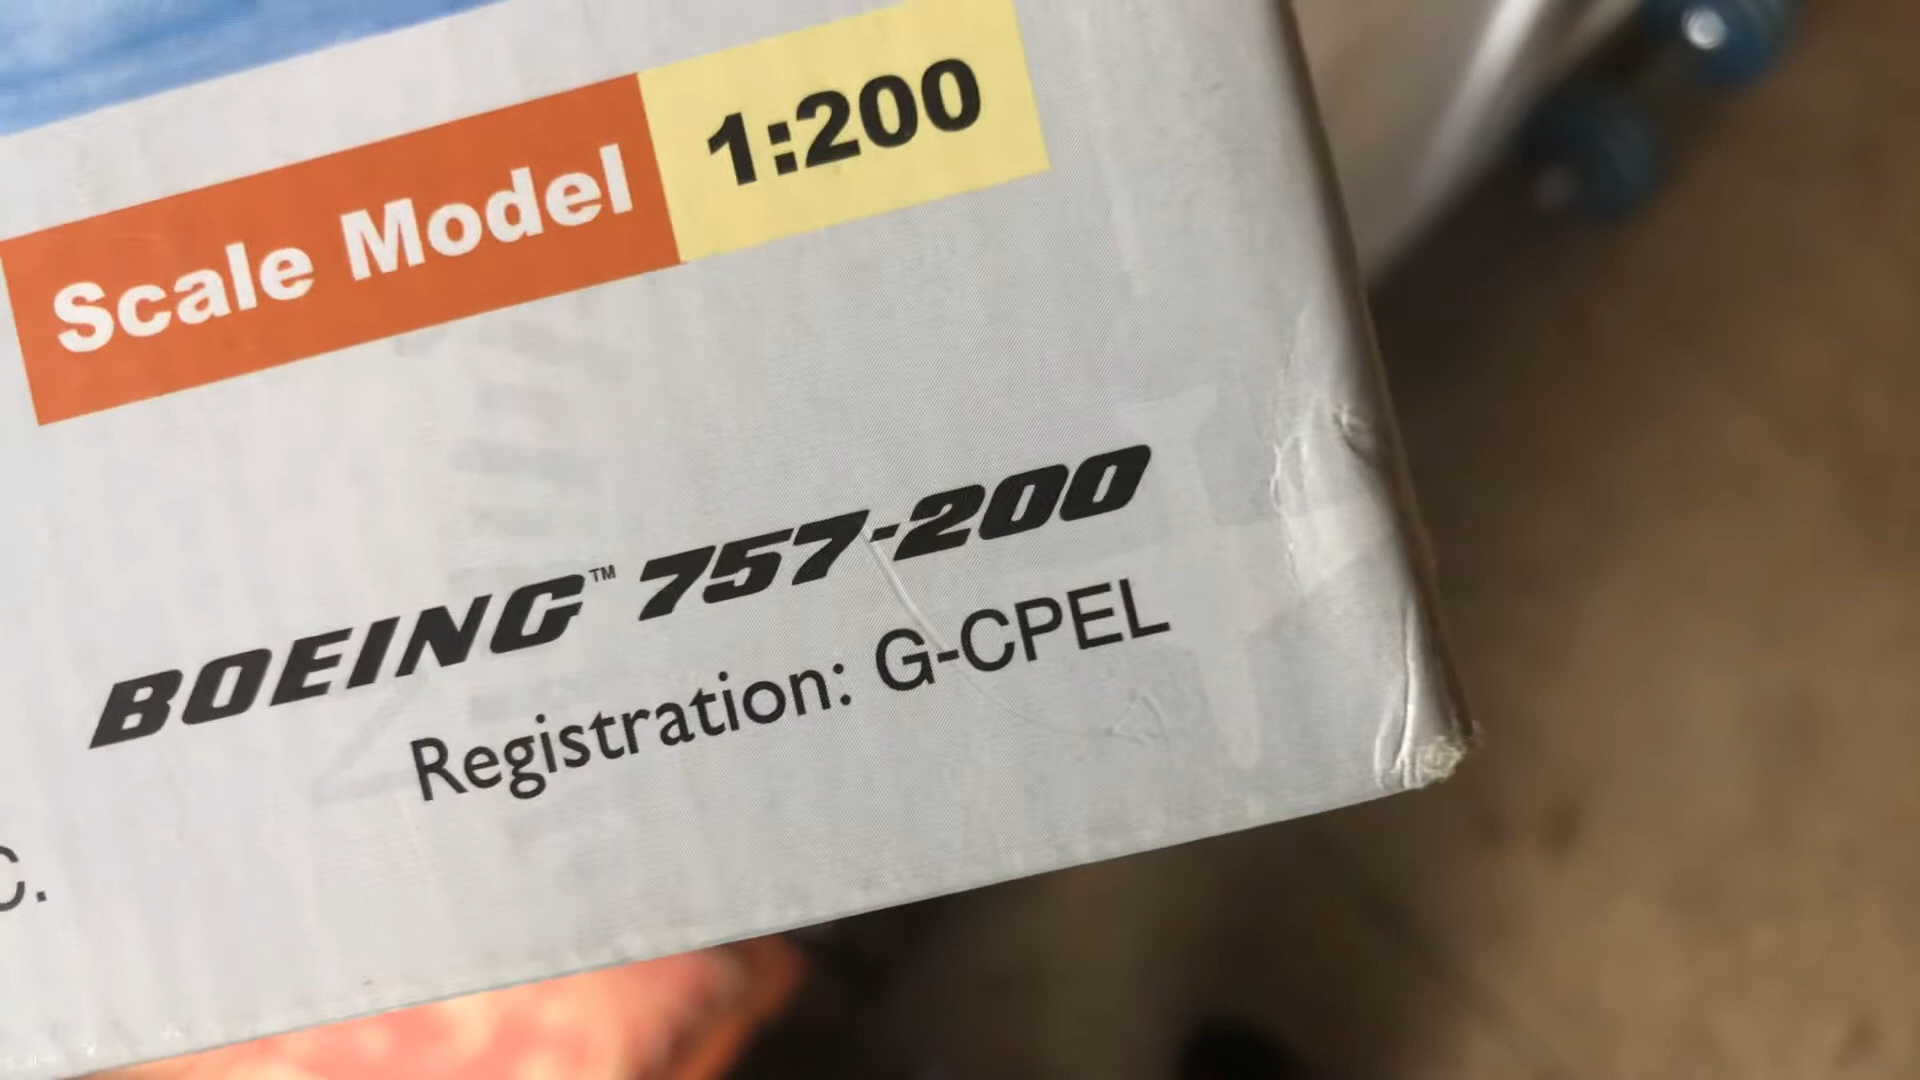 Scale Model 1:200
BOEING™ 757-200
Registration: G-CPEL
C.